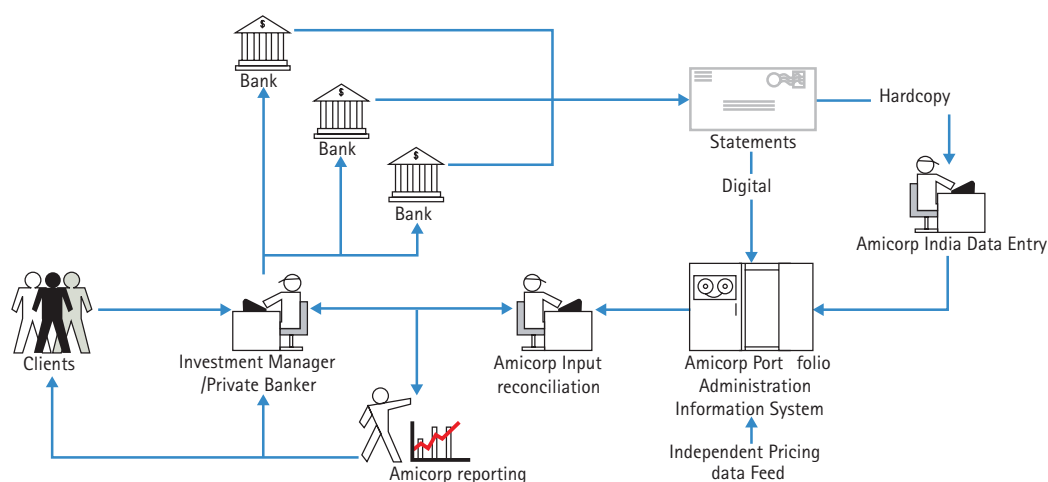 Bank
Bank
Bank
Statements
Hardcopy
Digital
Amicorp India Data Entry
Clients
Investment Manager
/Private Banker
Amicorp Input
reconciliation
Amicorp Port folio
Administration
Information System
Independent Pricing
data Feed
Amicorp reporting